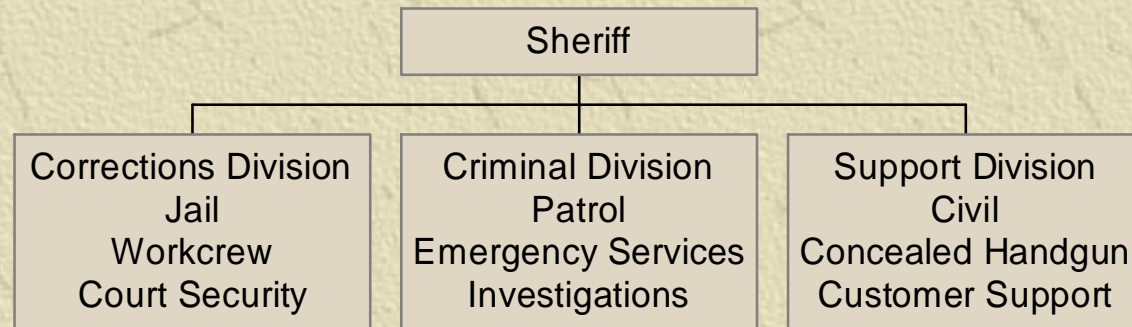 Sheriff
Corrections Division
Jail
Workcrew
Court Security
Criminal Division
Patrol
Emergency Services
Investigations
Support Division
Civil
Concealed Handgun
Customer Support